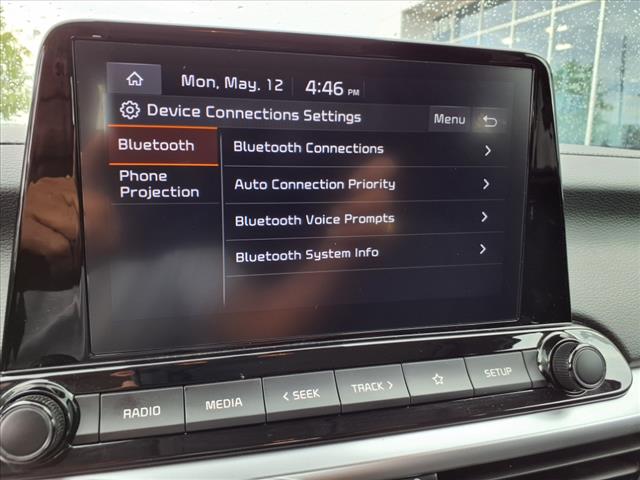 Mon, May. 12 4:46 PM
Device Connections Settings Menu
Bluetooth
Phone
Projection
Bluetooth Connections
Auto Connection Priority
Bluetooth Voice Prompts
Bluetooth System Info
RADIO MEDIA < SEEK TRACK > SETUP